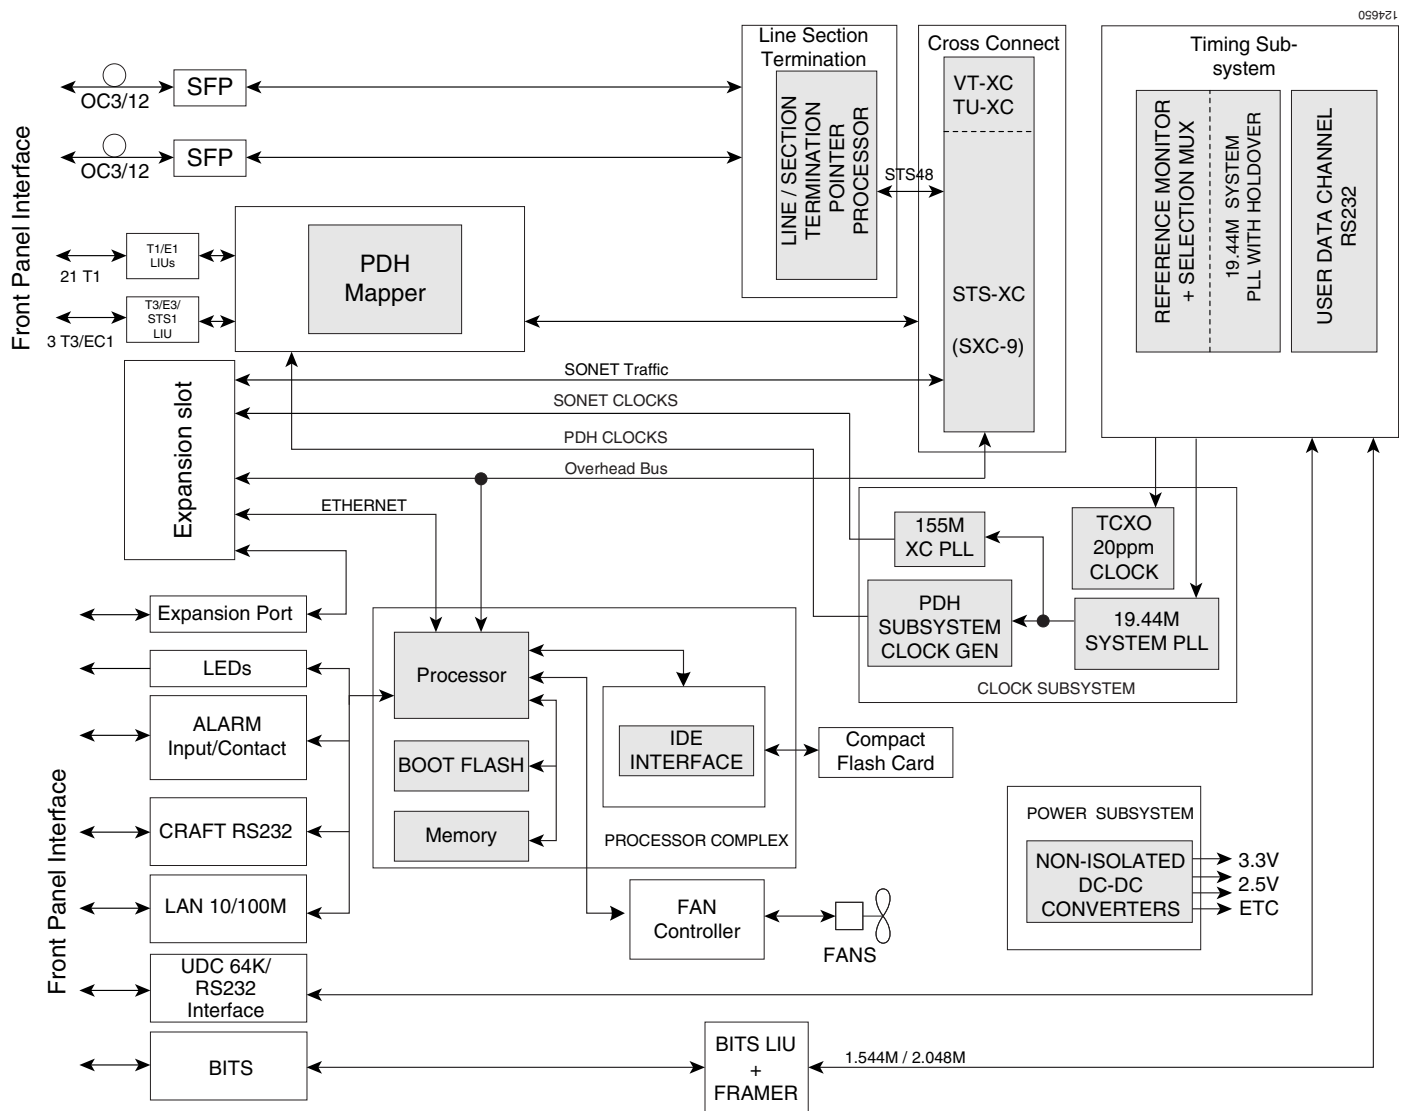 124650
Front Panel Interface
OC3/12
SFP
OC3/12
SFP
21 T1
T1/E1
LIUs
3 T3/EC1
T3/E3/
STS1
LIU
PDH
Mapper
Line Section
Termination
LINE / SECTION
TERMINATION
POINTER
PROCESSOR
STS48
Cross Connect
VT-XC
TU-XC
STS-XC
(SXC-9)
Timing Sub-
system
REFERENCE MONITOR
+ SELECTION MUX
19.44M SYSTEM
PLL WITH HOLDOVER
USER DATA CHANNEL
RS232
Expansion slot
SONET Traffic
SONET CLOCKS
PDH CLOCKS
Overhead Bus
ETHERNET
155M
XC PLL
TCXO
20ppm
CLOCK
PDH
SUBSYSTEM
CLOCK GEN
19.44M
SYSTEM PLL
CLOCK SUBSYSTEM
Front Panel Interface
Expansion Port
LEDs
ALARM
Input/Contact
CRAFT RS232
LAN 10/100M
UDC 64K/
RS232
Interface
BITS
Processor
BOOT FLASH
Memory
IDE
INTERFACE
PROCESSOR COMPLEX
Compact
Flash Card
FAN
Controller
FANS
POWER SUBSYSTEM
NON-ISOLATED
DC-DC
CONVERTERS
3.3V
2.5V
ETC
BITS LIU
+
FRAMER
1.544M / 2.048M